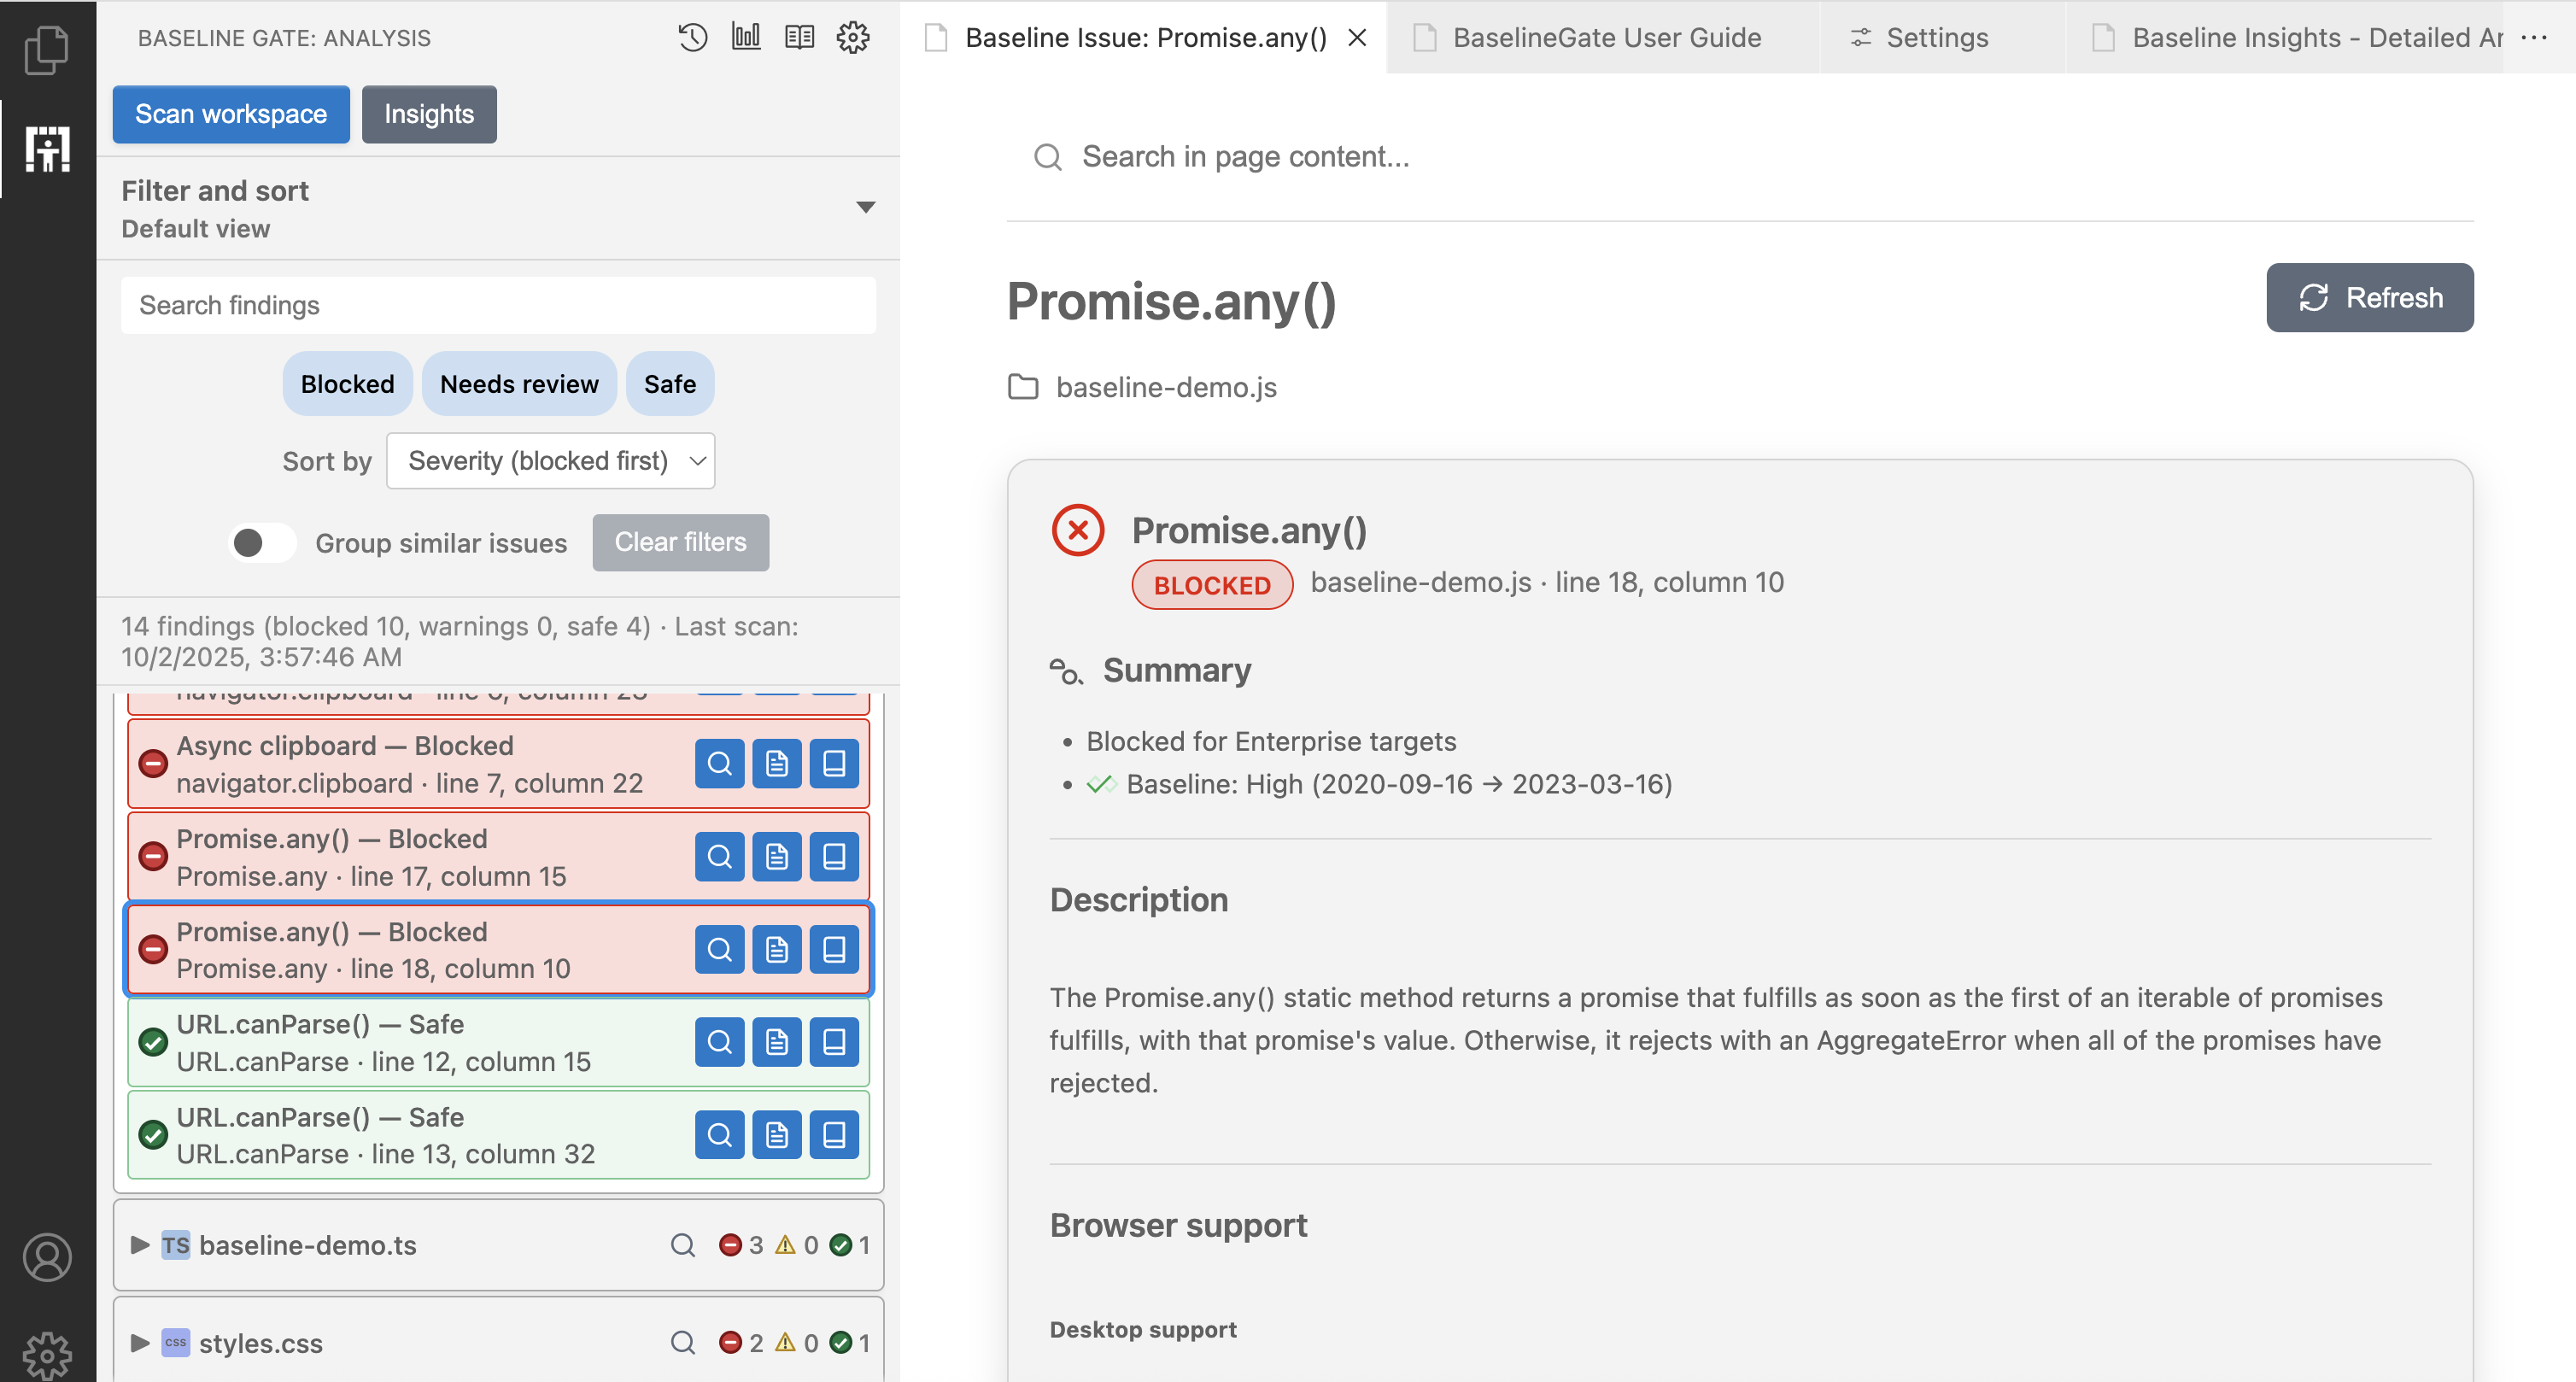 BASELINE GATE: ANALYSIS
Scan workspace
Insights
Filter and sort
Default view
Search findings
Blocked
Needs review
Safe
Sort by
Severity (blocked first)
Group similar issues
Clear filters
14 findings (blocked 10, warnings 0, safe 4) · Last scan:
10/2/2025, 3:57:46 AM
navigator.clipboard · line 6, column 23
Async clipboard — Blocked
navigator.clipboard · line 7, column 22
Promise.any() — Blocked
Promise.any · line 17, column 15
Promise.any() — Blocked
Promise.any · line 18, column 10
URL.canParse() — Safe
URL.canParse · line 12, column 15
URL.canParse() — Safe
URL.canParse · line 13, column 32
TS baseline-demo.ts 3 0 1
css styles.css 2 0 1
Baseline Issue: Promise.any()
BaselineGate User Guide
Settings
Baseline Insights - Detailed Ar
Search in page content...
Promise.any()
Refresh
baseline-demo.js
Promise.any()
BLOCKED baseline-demo.js · line 18, column 10
Summary
• Blocked for Enterprise targets
• Baseline: High (2020-09-16 → 2023-03-16)
Description
The Promise.any() static method returns a promise that fulfills as soon as the first of an iterable of promises
fulfills, with that promise's value. Otherwise, it rejects with an AggregateError when all of the promises have
rejected.
Browser support
Desktop support